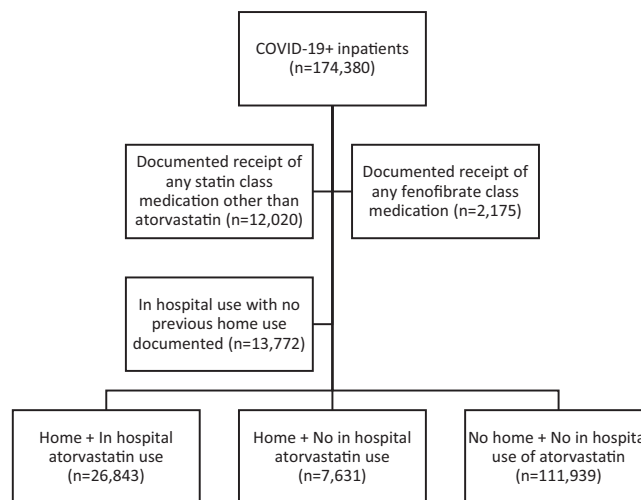 COVID-19+ inpatients
(n=174,380)
Documented receipt of
any statin class
medication other than
atorvastatin (n=12,020)
Documented receipt of
any fenofibrate class
medication (n=2,175)
In hospital use with no
previous home use
documented (n=13,772)
Home + In hospital
atorvastatin use
(n=26,843)
Home + No in hospital
atorvastatin use
(n=7,631)
No home + No in hospital
use of atorvastatin
(n=111,939)